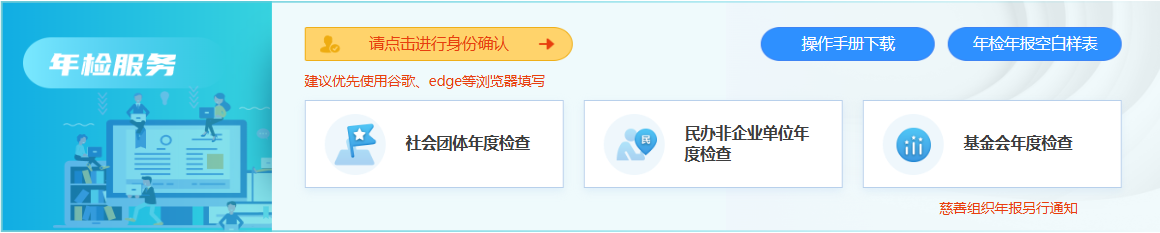 年检服务
请点击进行身份确认
操作手册下载
年检年报空白样表
建议优先使用谷歌、edge等浏览器填写
社会团体年度检查
民
民办非企业单位年
度检查
基金会年度检查
慈善组织年报另行通知